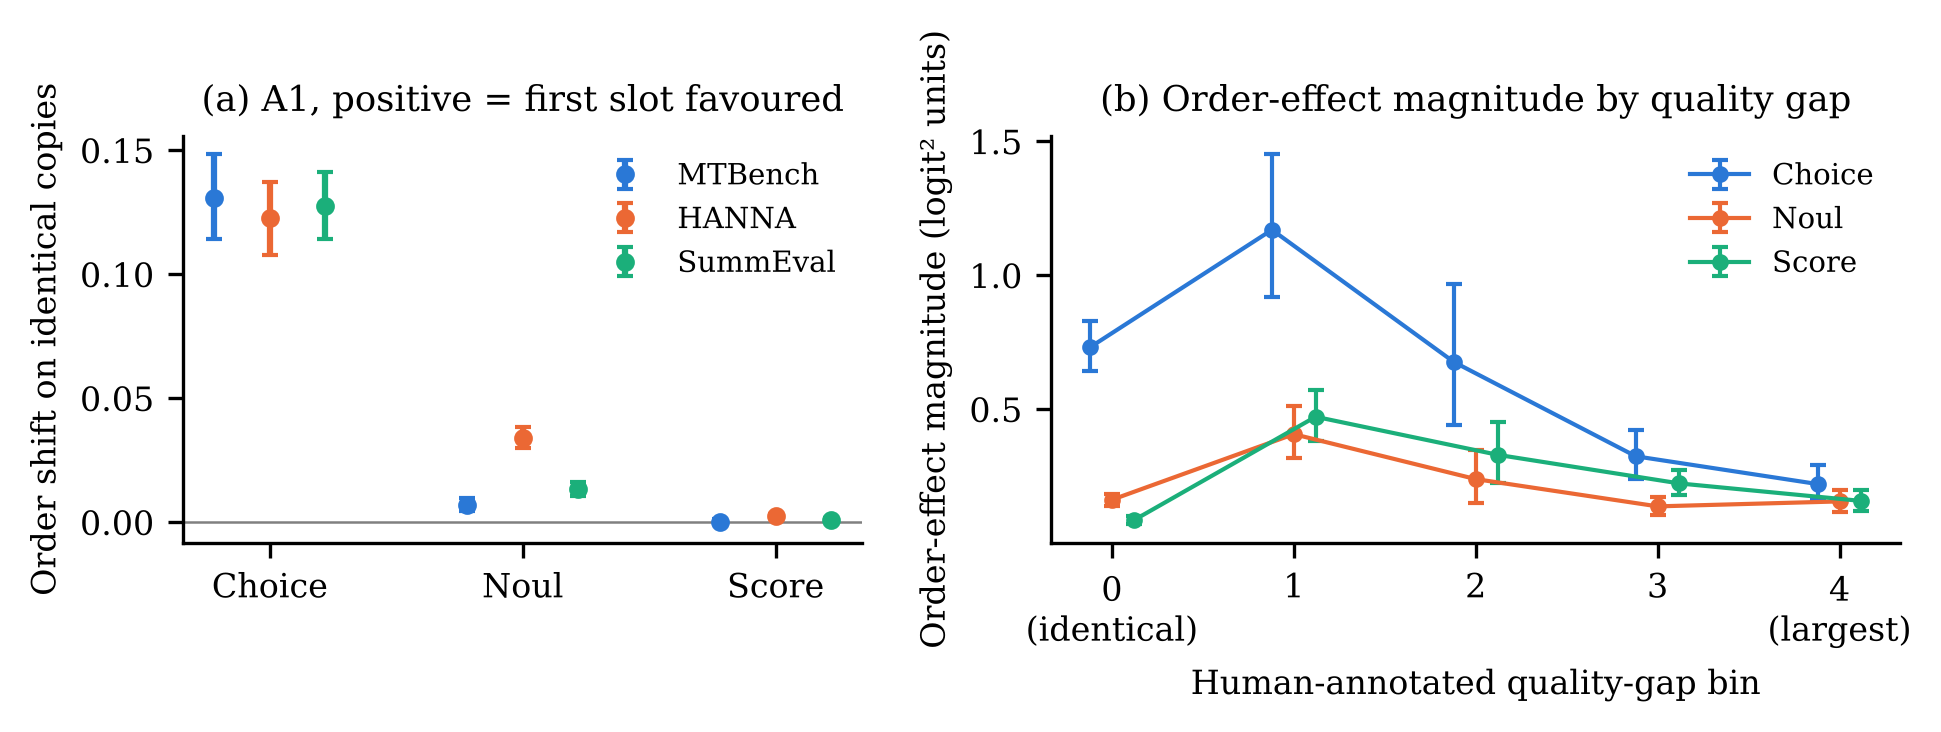 (a) A1, positive = first slot favoured
Order shift on identical copies
0.15
0.10
0.05
0.00
MTBench
HANNA
SummEval
Choice
Noul
Score
(b) Order-effect magnitude by quality gap
Order-effect magnitude (logit² units)
1.5
1.0
0.5
Choice
Noul
Score
0
(identical)
1
2
3
4
(largest)
Human-annotated quality-gap bin